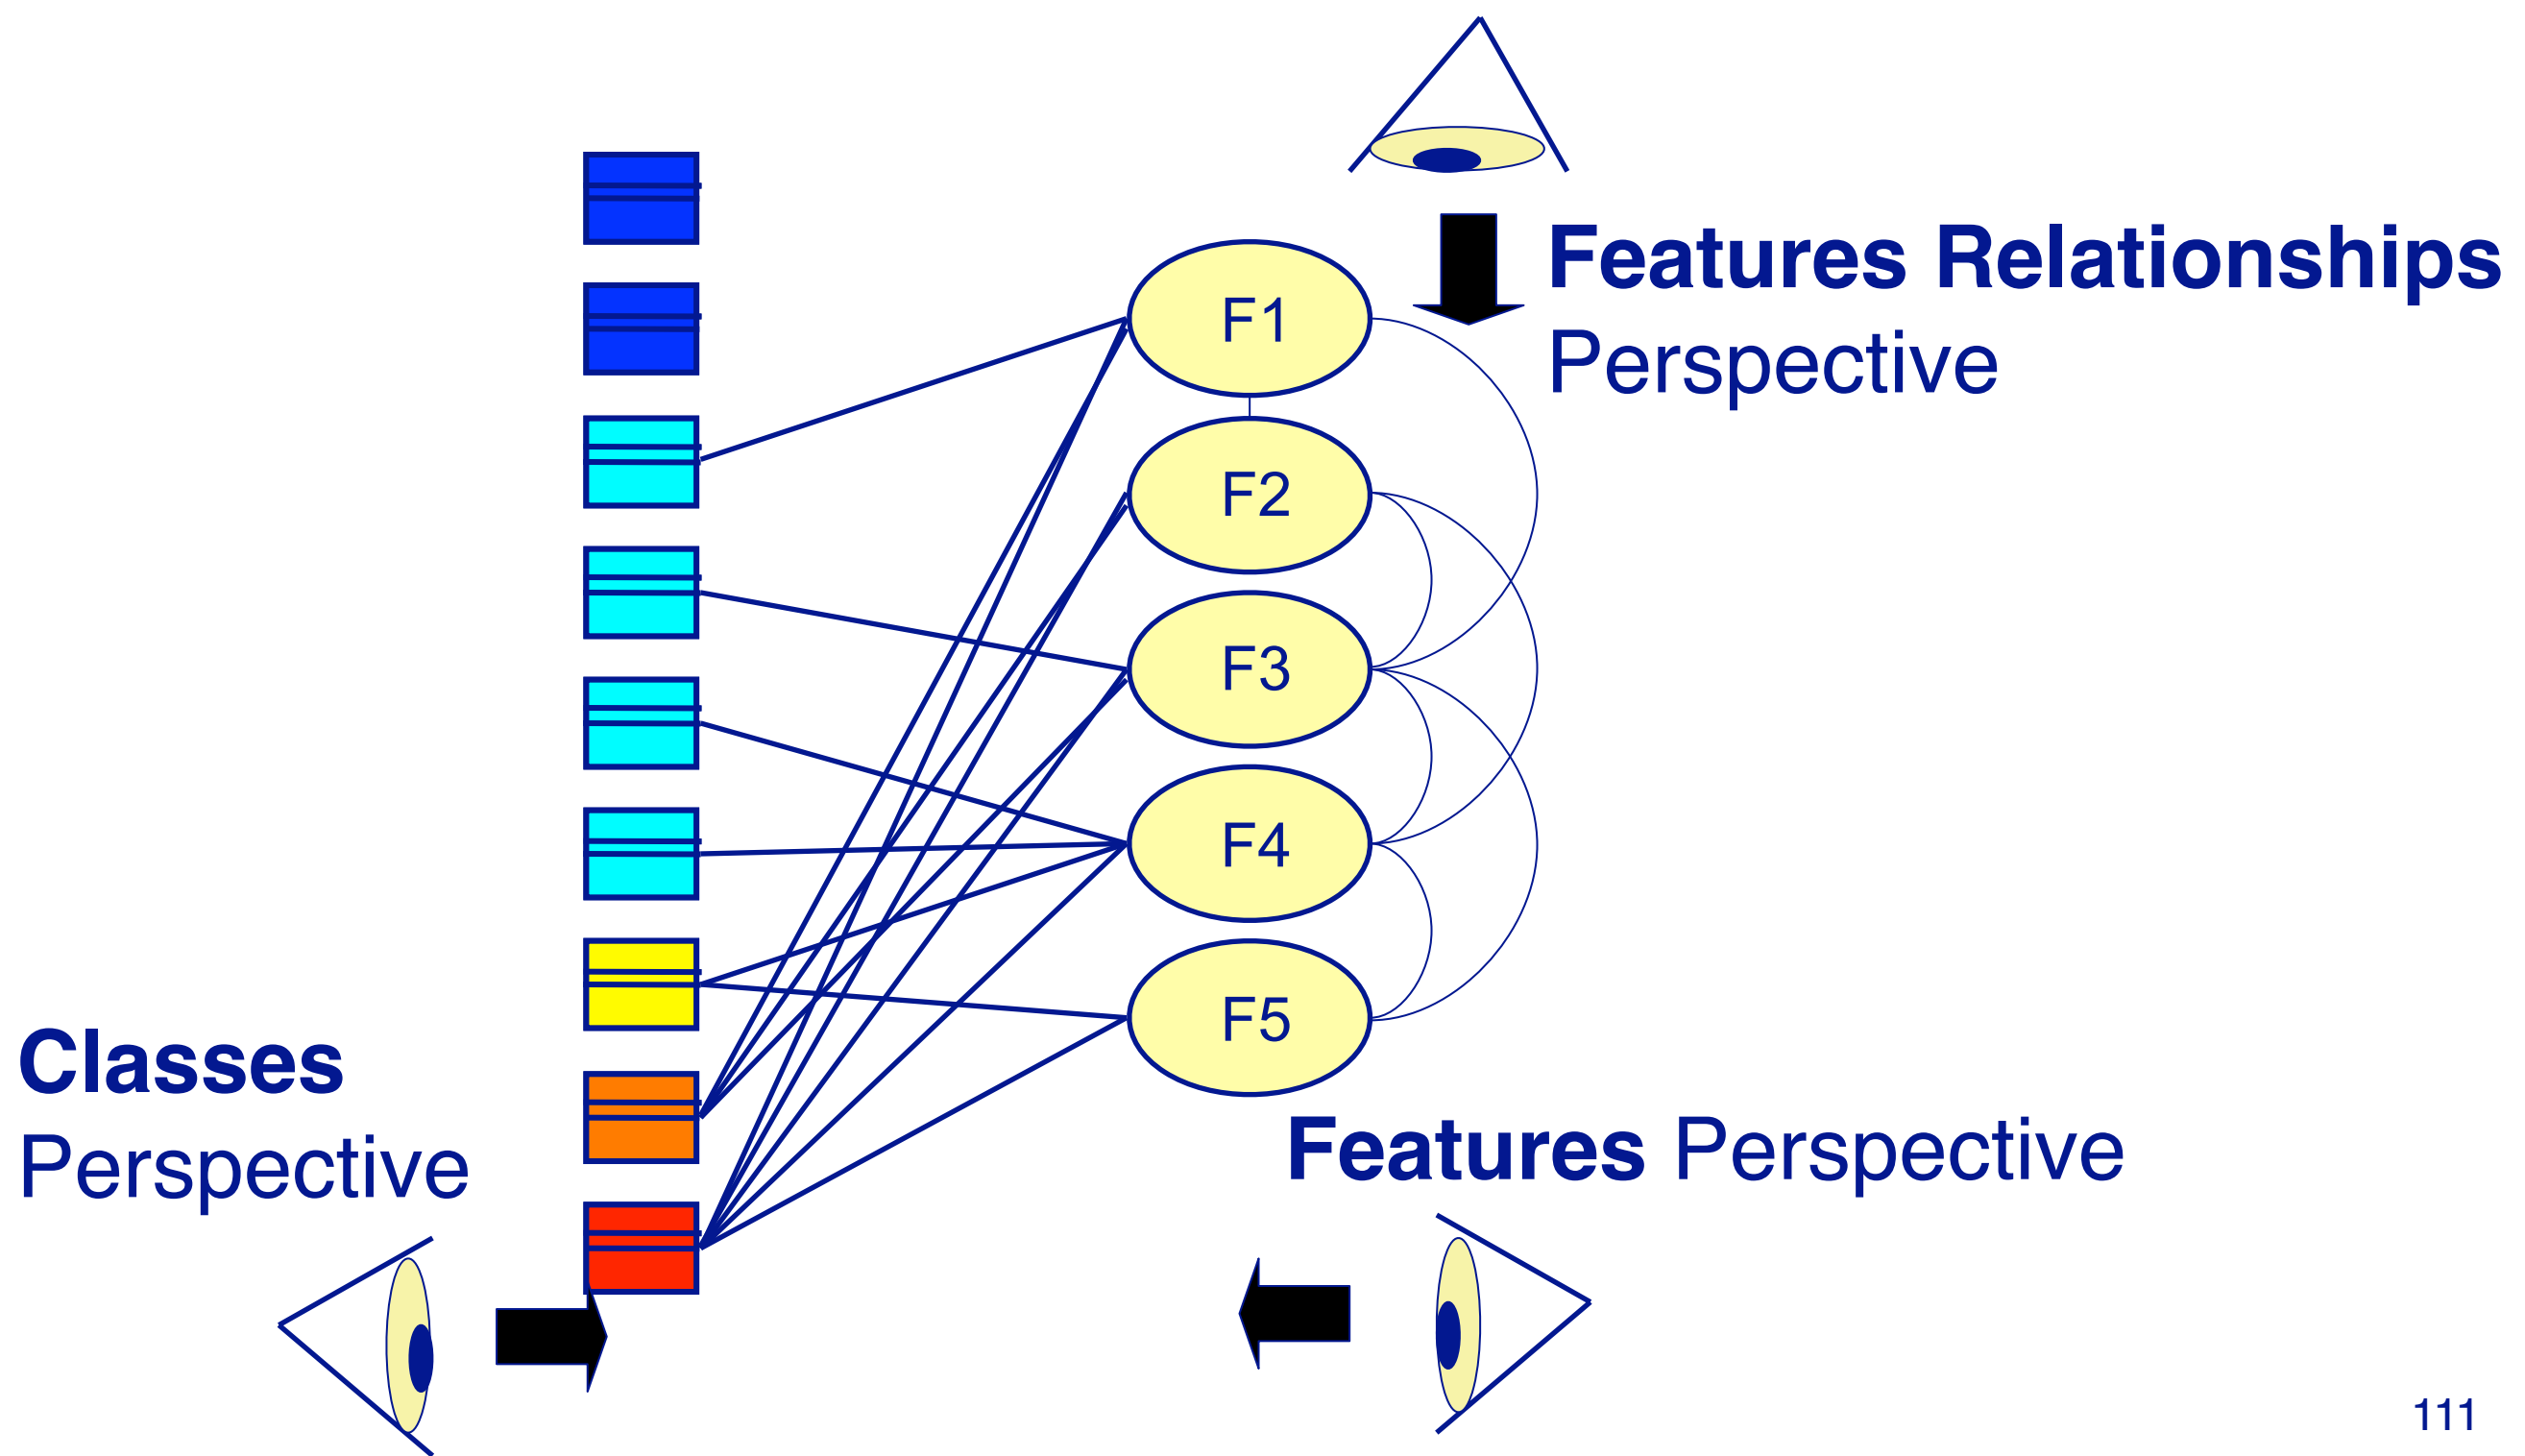 Features Relationships
Perspective
F1
F2
F3
F4
F5
Classes
Perspective
Features Perspective
111